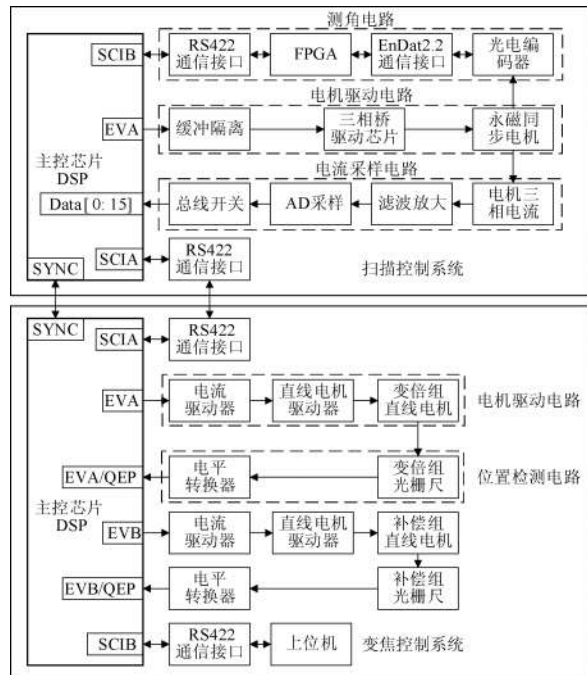 测角电路
SCIB
RS422
通信接口
FPGA
EnDat2.2
通信接口
光电编
码器
电机驱动电路
EVA
缓冲隔离
三相桥
驱动芯片
永磁同
步电机
主控芯片
DSP
电流采样电路
Data[ 0: 15]
总线开关
AD采样
滤波放大
电机三
相电流
SCIA
RS422
通信接口
扫描控制系统
SYNC
SYNC
SCIA
RS422
通信接口
EVA
电流
驱动器
直线电机
驱动器
变倍组
直线电机
电机驱动电路
EVA/QEP
电平
转换器
变倍组
光栅尺
位置检测电路
主控芯片
DSP
EVB
电流
驱动器
直线电机
驱动器
补偿组
直线电机
EVB/QEP
电平
转换器
补偿组
光栅尺
SCIB
RS422
通信接口
上位机
变焦控制系统